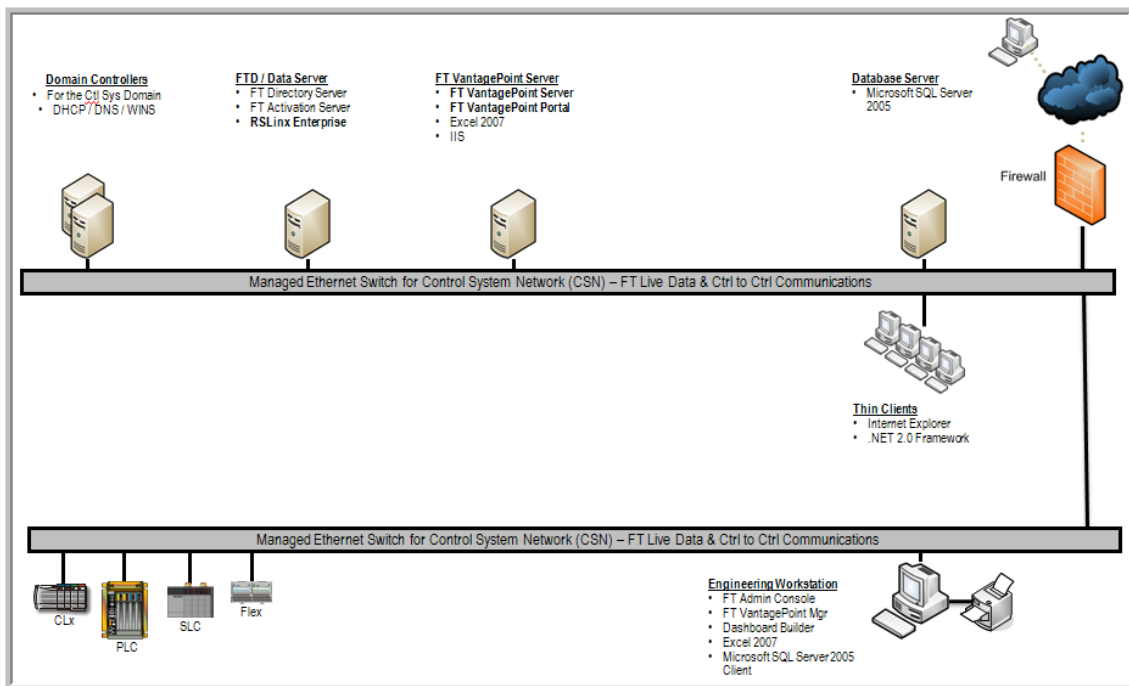 Domain Controllers
• For the Ctl Sys Domain
• DHCP / DNS / WINS
FTD / Data Server
• FT Directory Server
• FT Activation Server
• RSLinx Enterprise
FT VantagePoint Server
• FT VantagePoint Server
• FT VantagePoint Portal
• Excel 2007
• IIS
Database Server
• Microsoft SQL Server
2005
Firewall
Managed Ethernet Switch for Control System Network (CSN) – FT Live Data & Ctrl to Ctrl Communications
Thin Clients
• Internet Explorer
• .NET 2.0 Framework
Managed Ethernet Switch for Control System Network (CSN) – FT Live Data & Ctrl to Ctrl Communications
CLx
PLC
SLC
Flex
Engineering Workstation
• FT Admin Console
• FT VantagePoint Mgr
• Dashboard Builder
• Excel 2007
• Microsoft SQL Server 2005
Client